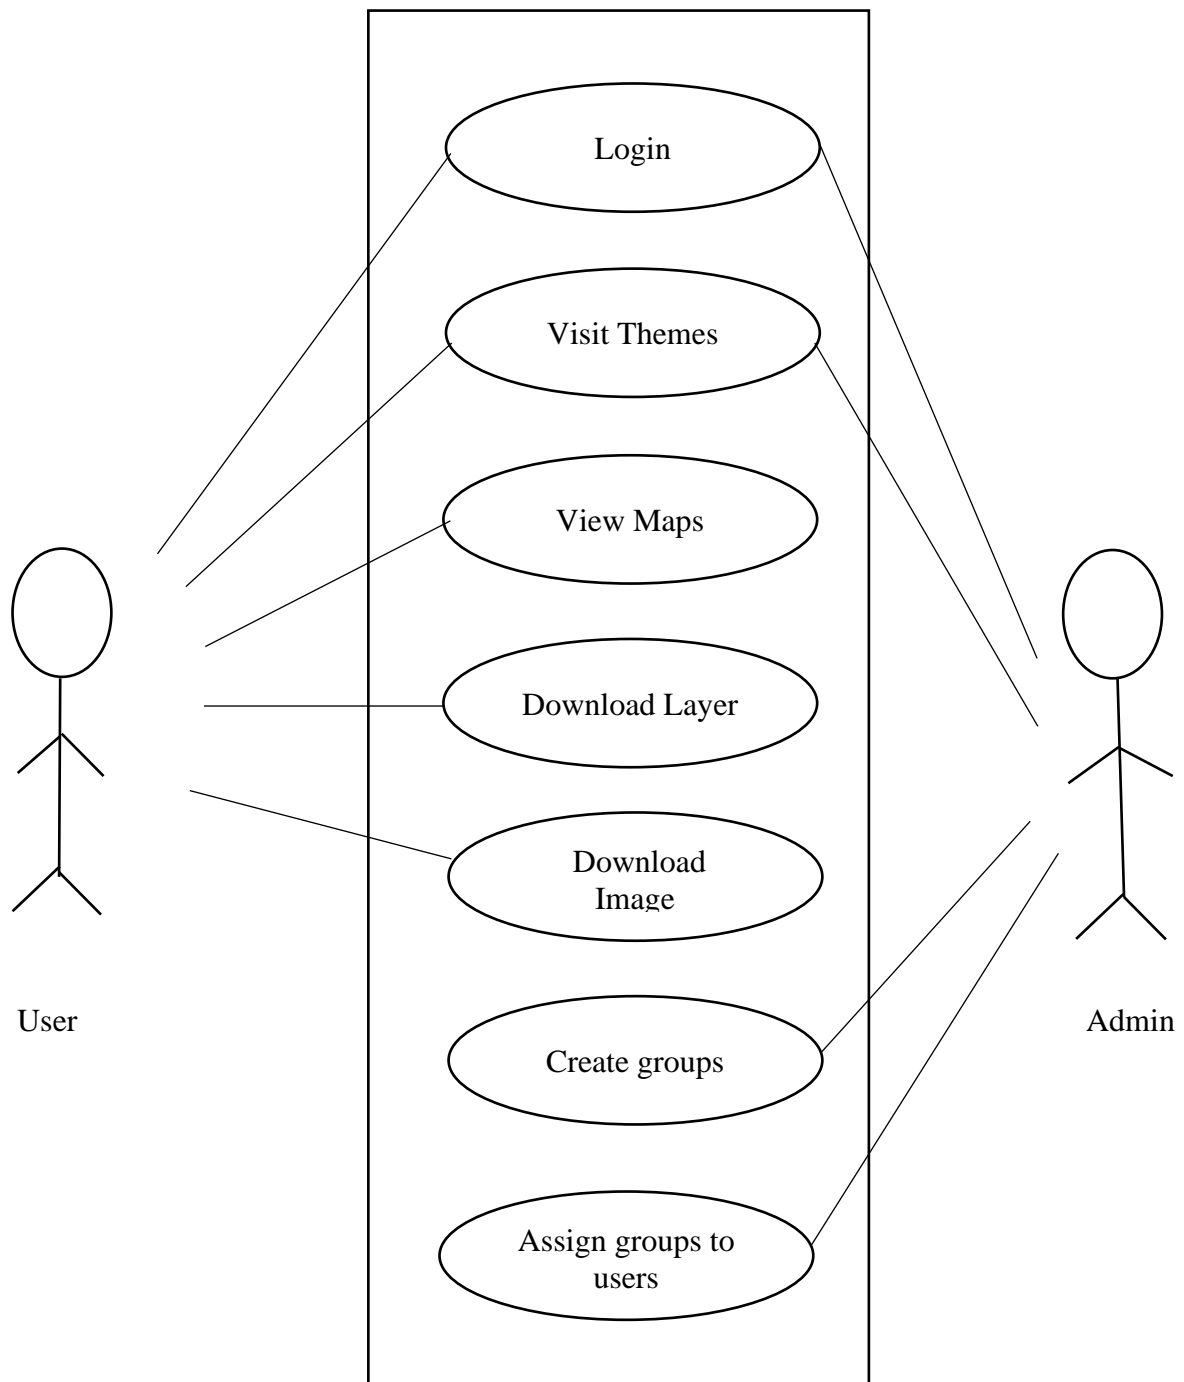 Login
Visit Themes
View Maps
Download Layer
Download
Image
User
Admin
Create groups
Assign groups to
users